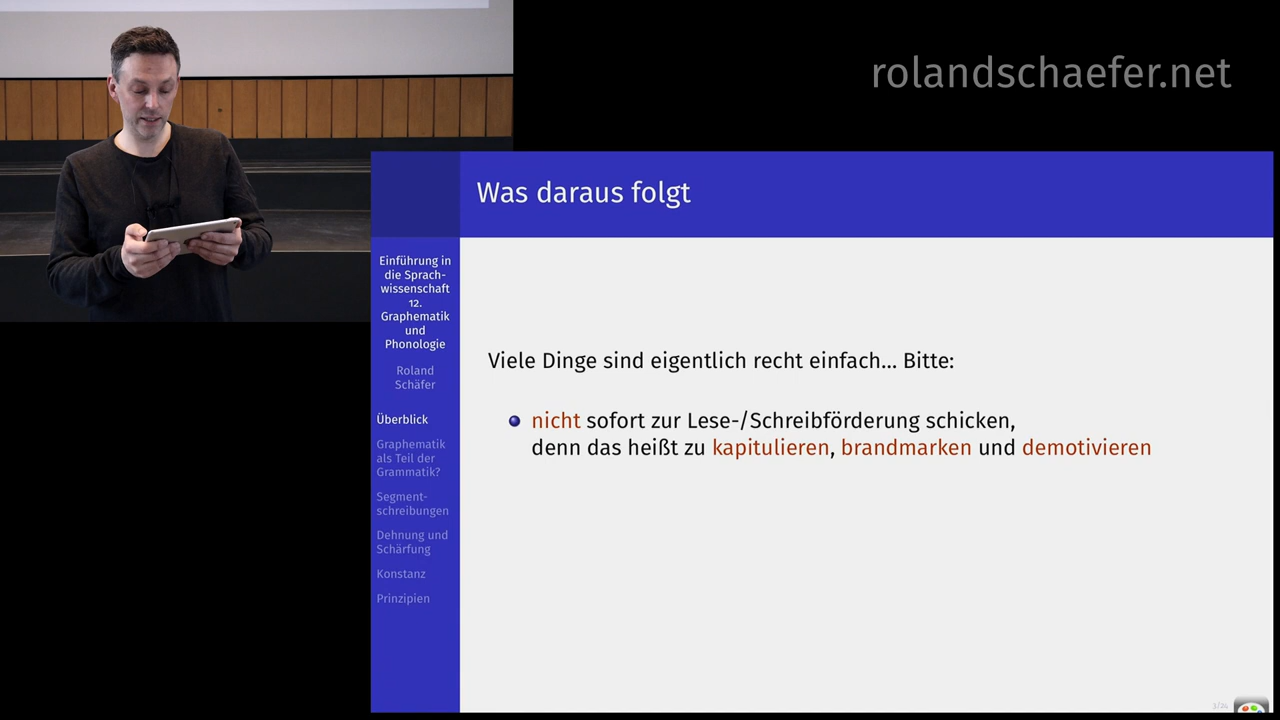 rolandschaefer.net
Was daraus folgt
Einführung in
die Sprach-
wissenschaft
12.
Graphematik
und
Phonologie
Roland
Schäfer
Überblick
Graphematik
als Teil der
Grammatik?
Segment-
schreibungen
Dehnung und
Schärfung
Konstanz
Prinzipien
Viele Dinge sind eigentlich recht einfach... Bitte:
nicht sofort zur Lese-/Schreibförderung schicken,
denn das heißt zu kapitulieren, brandmarken und demotivieren
3/24